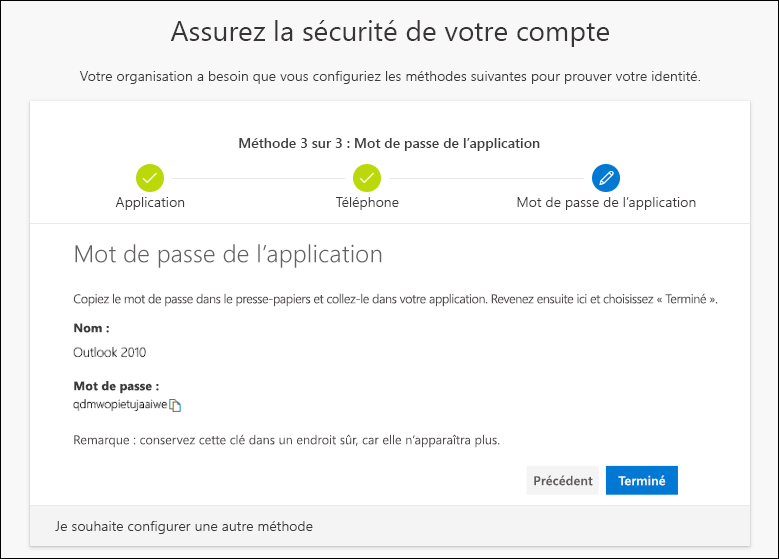 Assurez la sécurité de votre compte
Votre organisation a besoin que vous configuriez les méthodes suivantes pour prouver votre identité.
Méthode 3 sur 3 : Mot de passe de l’application
Application
Téléphone
Mot de passe de l’application
Mot de passe de l’application
Copiez le mot de passe dans le presse-papiers et collez-le dans votre application. Revenez ensuite ici et choisissez « Terminé ».
Nom :
Outlook 2010
Mot de passe :
qdmwopietujaaiwe
Remarque : conservez cette clé dans un endroit sûr, car elle n’apparaîtra plus.
Précédent
Terminé
Je souhaite configurer une autre méthode